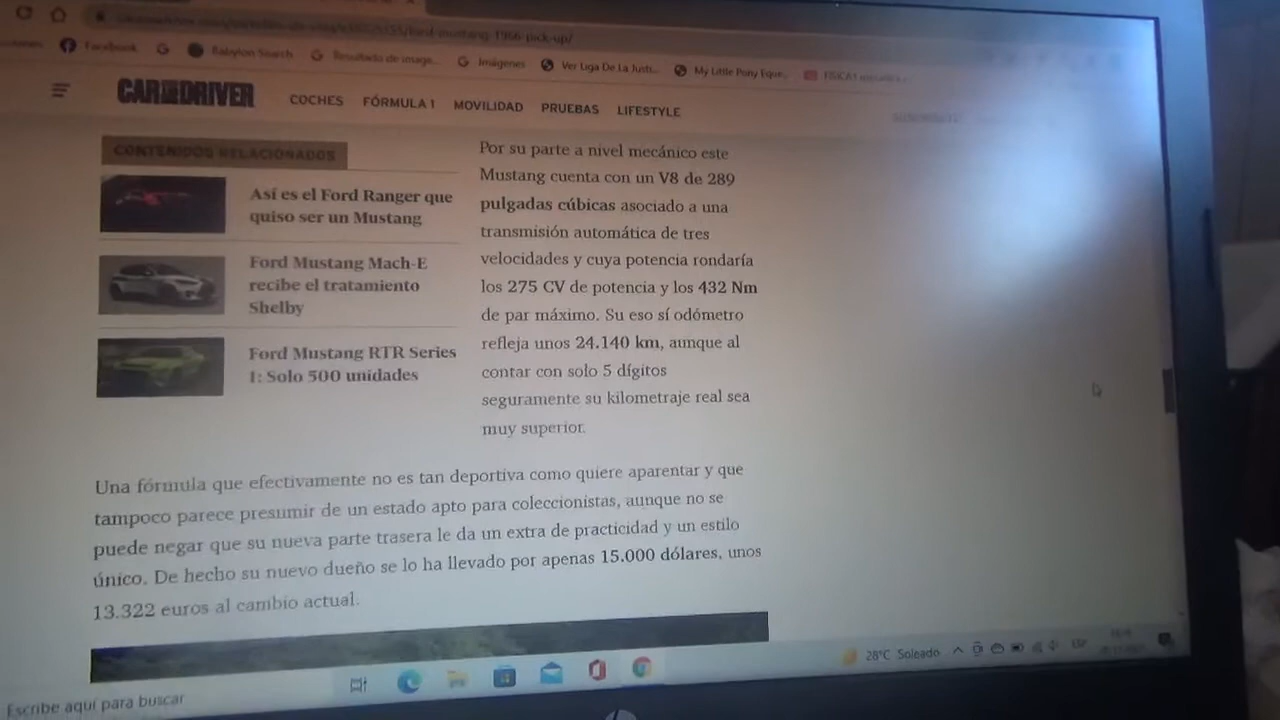 ford-mustang-1966-pick-up/
Facebook
Babylon Search
Resultado de image...
Imágenes
Ver Liga De La Justi...
My Little Pony Eque...
CAR DRIVER
COCHES
FÓRMULA 1
MOVILIDAD
PRUEBAS
LIFESTYLE
CONTENIDOS RELACIONADOS
Así es el Ford Ranger que
quiso ser un Mustang
Ford Mustang Mach-E
recibe el tratamiento
Shelby
Ford Mustang RTR Series
1: Solo 500 unidades
Por su parte a nivel mecánico este
Mustang cuenta con un V8 de 289
pulgadas cúbicas asociado a una
transmisión automática de tres
velocidades y cuya potencia rondaría
los 275 CV de potencia y los 432 Nm
de par máximo. Su eso sí odómetro
refleja unos 24.140 km, aunque al
contar con solo 5 dígitos
seguramente su kilometraje real sea
muy superior.
Una fórmula que efectivamente no es tan deportiva como quiere aparentar y que
tampoco parece presumir de un estado apto para coleccionistas, aunque no se
puede negar que su nueva parte trasera le da un extra de practicidad y un estilo
único. De hecho su nuevo dueño se lo ha llevado por apenas 15.000 dólares, unos
13.322 euros al cambio actual.
Escribe aquí para buscar
28°C Soleado
ESP